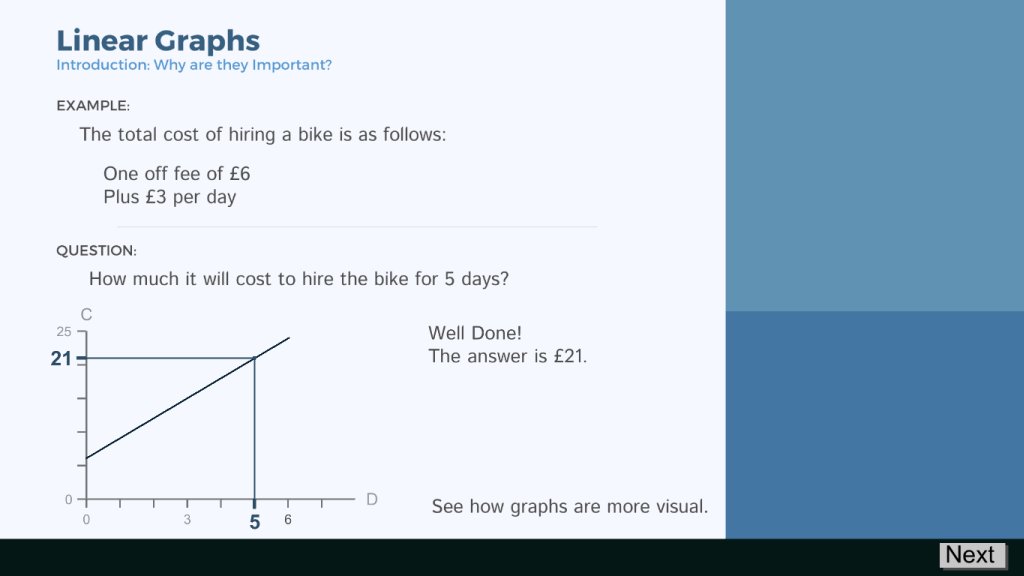 Linear Graphs
Introduction: Why are they Important?
EXAMPLE:
The total cost of hiring a bike is as follows:
One off fee of £6
Plus £3 per day
QUESTION:
How much it will cost to hire the bike for 5 days?
C
25
21
0
0
3
5
6
D
Well Done!
The answer is £21.
See how graphs are more visual.
Next